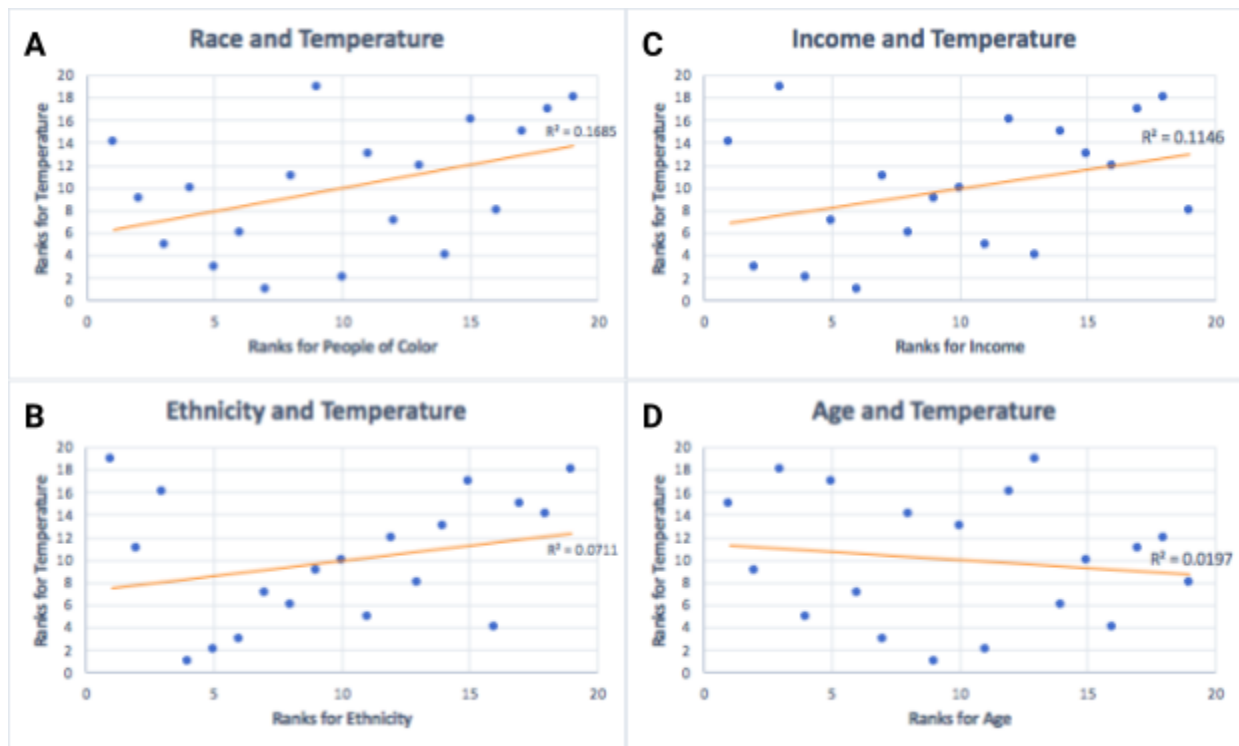 A
Race and Temperature
Ranks for Temperature
20
18
16
14
12
10
8
6
4
2
0
R² = 0.1685
0 5 10 15 20
Ranks for People of Color
C
Income and Temperature
Ranks for Temperature
20
18
16
14
12
10
8
6
4
2
0
R² = 0.1146
0 5 10 15 20
Ranks for Income
B
Ethnicity and Temperature
Ranks for Temperature
20
18
16
14
12
10
8
6
4
2
0
R² = 0.0711
0 5 10 15 20
Ranks for Ethnicity
D
Age and Temperature
Ranks for Temperature
20
18
16
14
12
10
8
6
4
2
0
R² = 0.0197
0 5 10 15 20
Ranks for Age